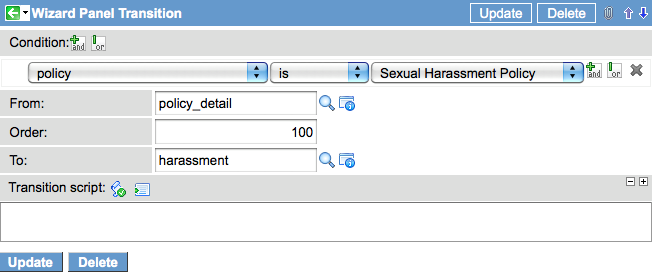 Wizard Panel Transition Update Delete
Condition: and or
policy is Sexual Harassment Policy and or
From: policy_detail
Order: 100
To: harassment
Transition script:
Update Delete